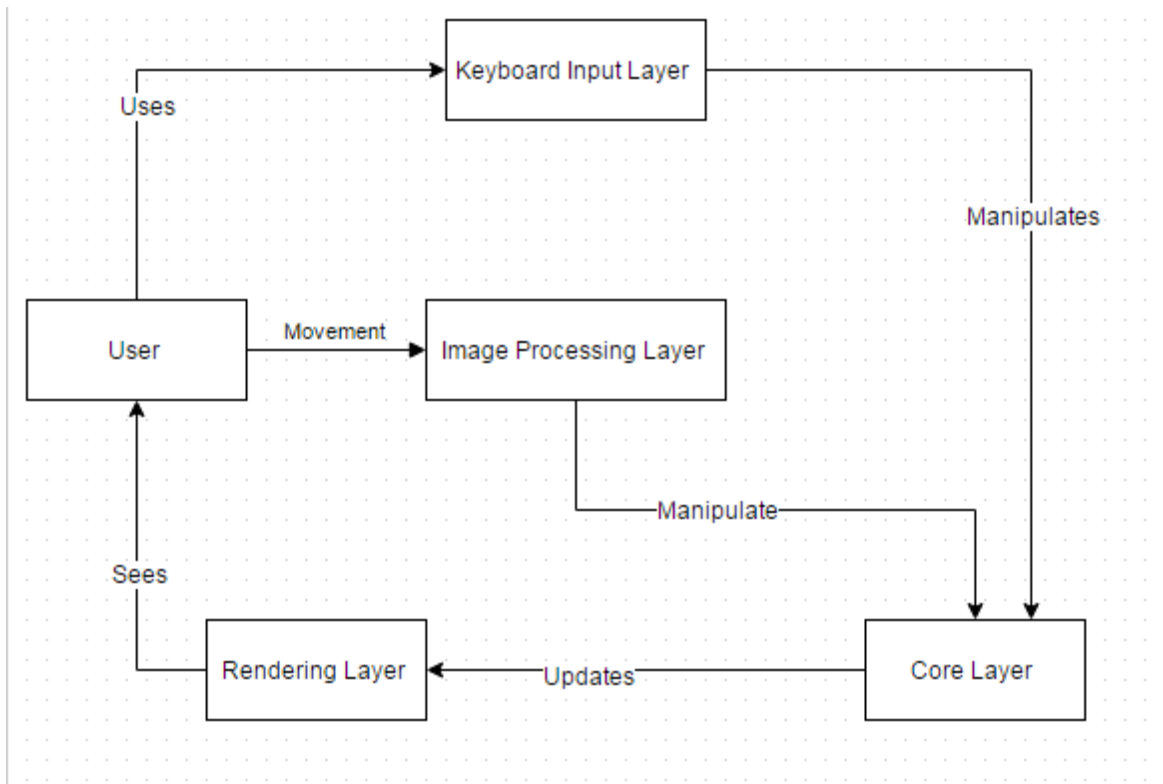 Keyboard Input Layer
Uses
Manipulates
Movement
User
Image Processing Layer
Manipulate
Sees
Rendering Layer
Updates
Core Layer